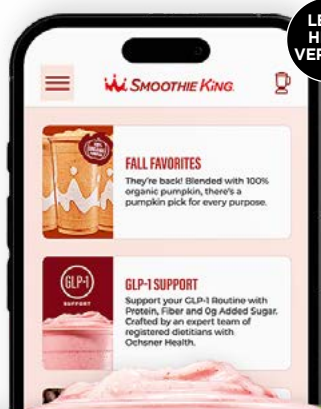 SMOOTHIE KING
FALL FAVORITES
They're back! Blended with 100%
organic pumpkin, there's a
pumpkin pick for every purpose.
GLP-1
SUPPORT
GLP-1 SUPPORT
Support your GLP-1 Routine with
Protein, Fiber and 0g Added Sugar.
Crafted by an expert team of
registered dietitians with
Ochsner Health.